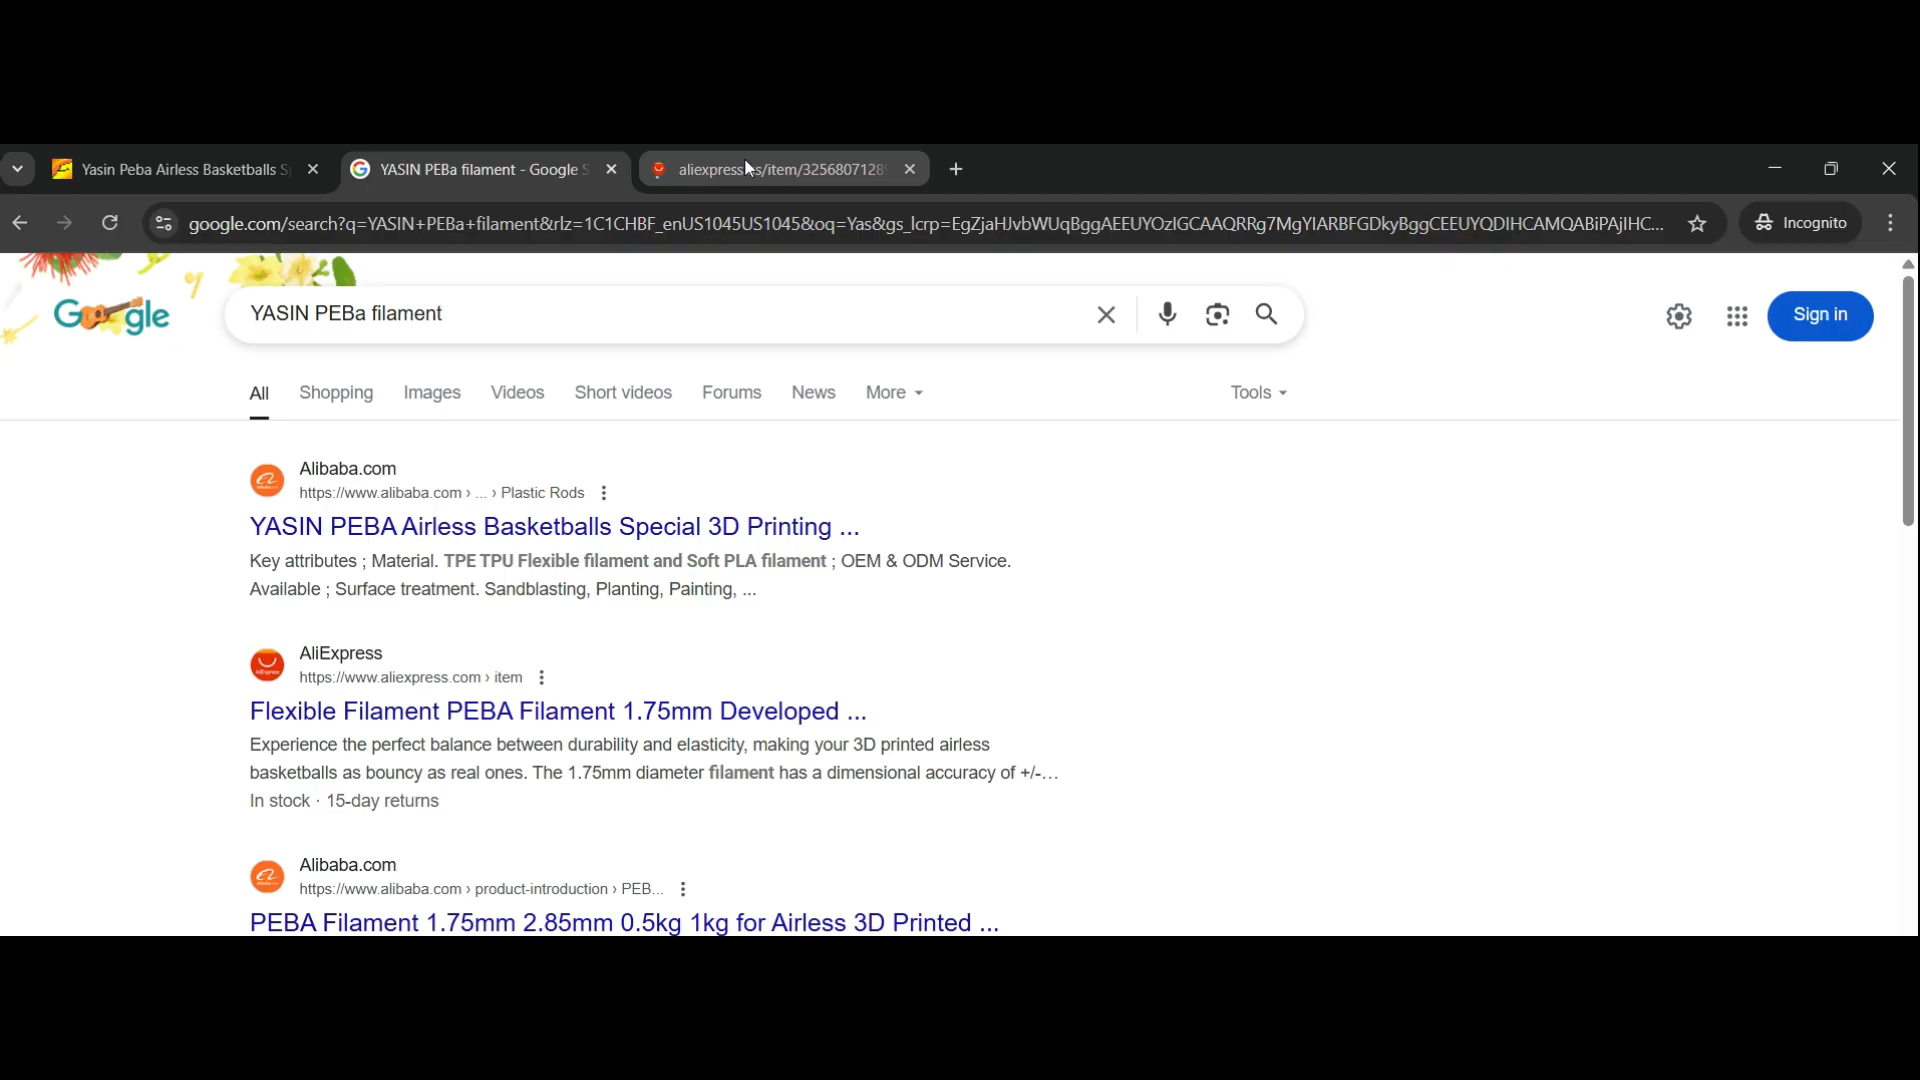 Yasin Peba Airless Basketballs S
YASIN PEBa filament - Google S
aliexpress.us/item/3256807128
google.com/search?q=YASIN+PEBa+filament&rlz=1C1CHBF_enUS1045US1045&oq=Yas&gs_lcrp=EgZjaHJvbWUqBggAEEUYOzIGCAAQRRg7MgYIARBFGDkyBggCEEUYQDIHCAMQABiPAjIHC...
Incognito
Google
YASIN PEBa filament
Sign in
All Shopping Images Videos Short videos Forums News More Tools
Alibaba.com
https://www.alibaba.com › ... › Plastic Rods
YASIN PEBA Airless Basketballs Special 3D Printing ...
Key attributes ; Material. TPE TPU Flexible filament and Soft PLA filament ; OEM & ODM Service.
Available ; Surface treatment. Sandblasting, Planting, Painting, ...
AliExpress
https://www.aliexpress.com › item
Flexible Filament PEBA Filament 1.75mm Developed ...
Experience the perfect balance between durability and elasticity, making your 3D printed airless
basketballs as bouncy as real ones. The 1.75mm diameter filament has a dimensional accuracy of +/-...
In stock · 15-day returns
Alibaba.com
https://www.alibaba.com › product-introduction › PEB...
PEBA Filament 1.75mm 2.85mm 0.5kg 1kg for Airless 3D Printed ...